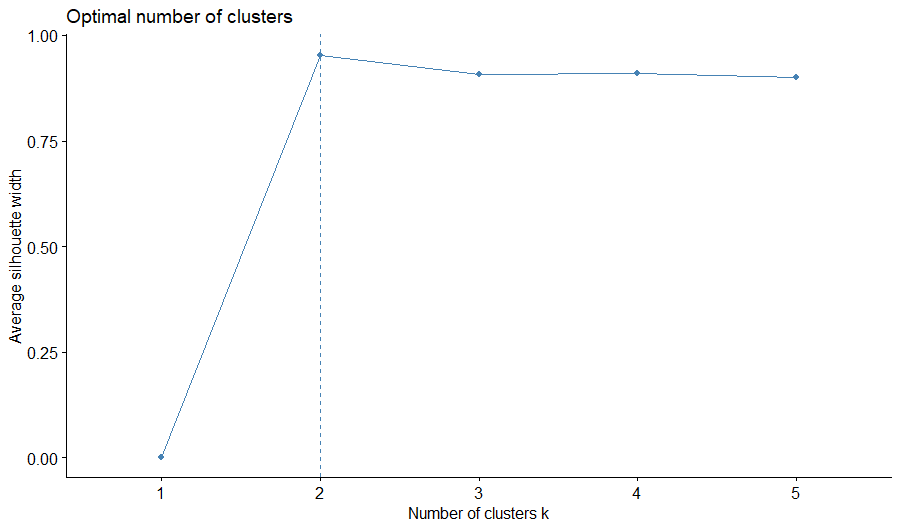 Optimal number of clusters
1.00
0.75
0.50
0.25
0.00
Average silhouette width
1 2 3 4 5
Number of clusters k